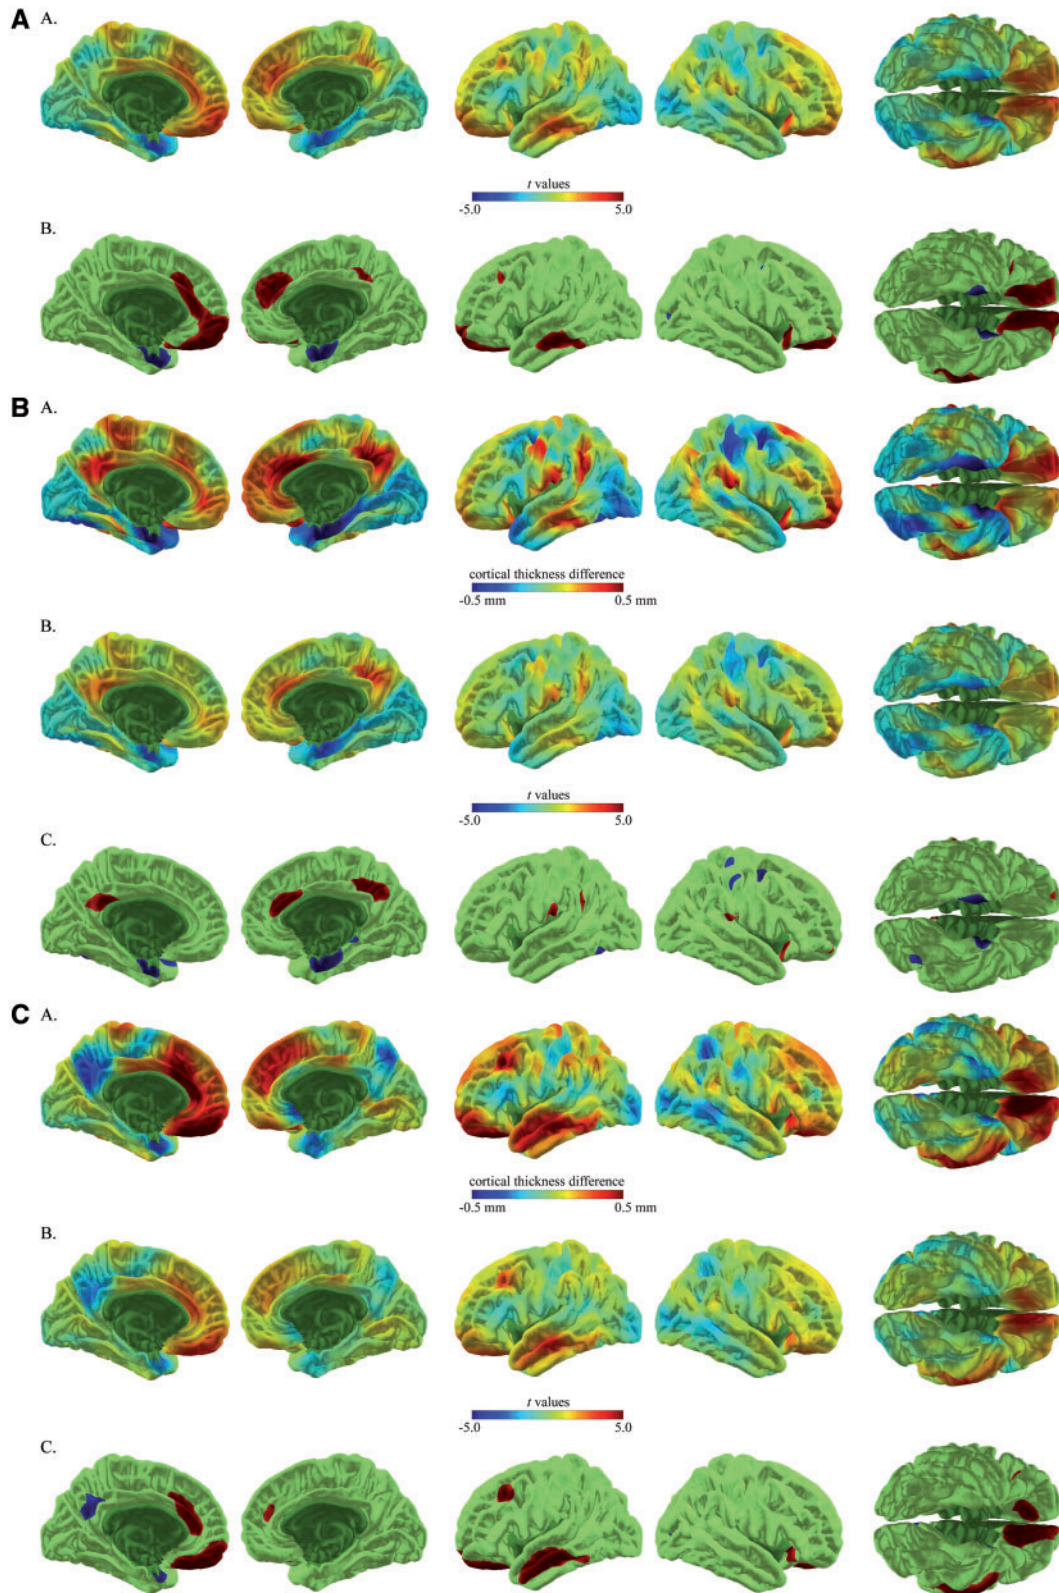 A A.
t values
-5.0 5.0
B.
B A.
cortical thickness difference
-0.5 mm 0.5 mm
B.
t values
-5.0 5.0
C.
C A.
cortical thickness difference
-0.5 mm 0.5 mm
B.
t values
-5.0 5.0
C.